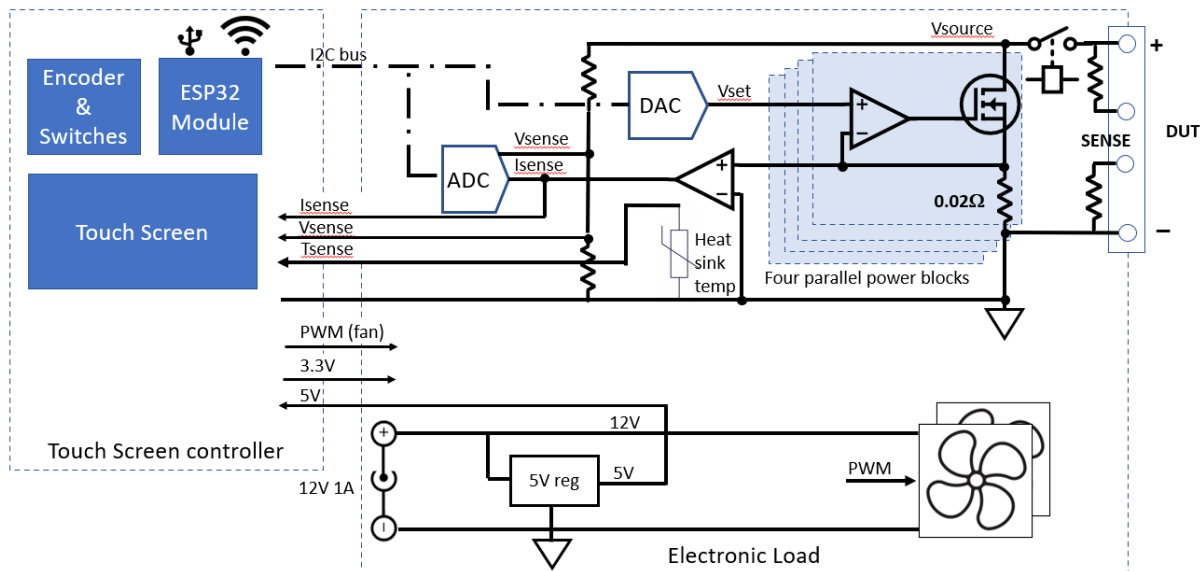 Vsource
+
I2C bus
Encoder
&
Switches
ESP32
Module
DAC
Vset
+
−
SENSE
DUT
Vsense
Isense
ADC
+
−
0.02Ω
Isense
Vsense
Tsense
Touch Screen
Heat
sink
temp
−
Four parallel power blocks
PWM (fan)
3.3V
5V
12V
Touch Screen controller
+
12V 1A
5V reg
5V
PWM
-
Electronic Load